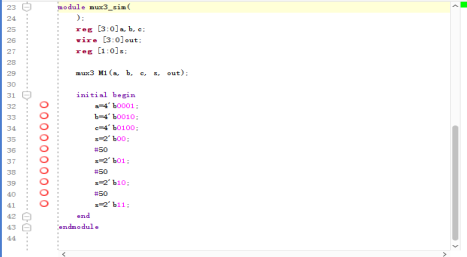 23 module mux3_sim(
24 );
25 reg [3:0]a,b,c;
26 wire [3:0]out;
27 reg [1:0]s;
28
29 mux3 M1(a, b, c, s, out);
30
31 initial begin
32 a=4'b0001;
33 b=4'b0010;
34 c=4'b0100;
35 s=2'b00;
36 #50
37 s=2'b01;
38 #50
39 s=2'b10;
40 #50
41 s=2'b11;
42 end
43 endmodule
44